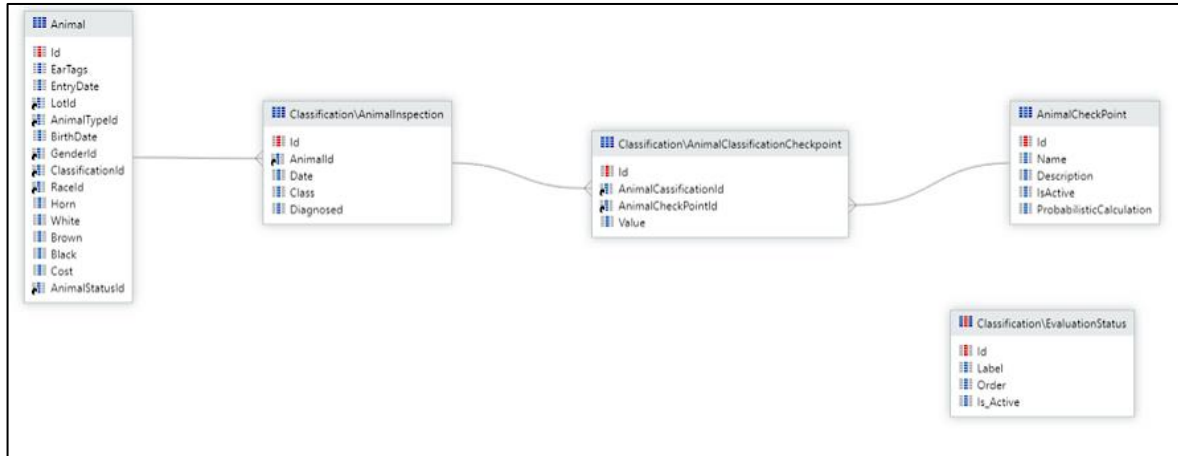 Animal
Id
EarTags
EntryDate
LotId
AnimalTypeId
BirthDate
GenderId
ClassificationId
RaceId
Horn
White
Brown
Black
Cost
AnimalStatusId
Classification\AnimalInspection
Id
AnimalId
Date
Class
Diagnosed
Classification\AnimalClassificationCheckpoint
Id
AnimalCassificationId
AnimalCheckPointId
Value
AnimalCheckPoint
Id
Name
Description
IsActive
ProbabilisticCalculation
Classification\EvaluationStatus
Id
Label
Order
Is_Active